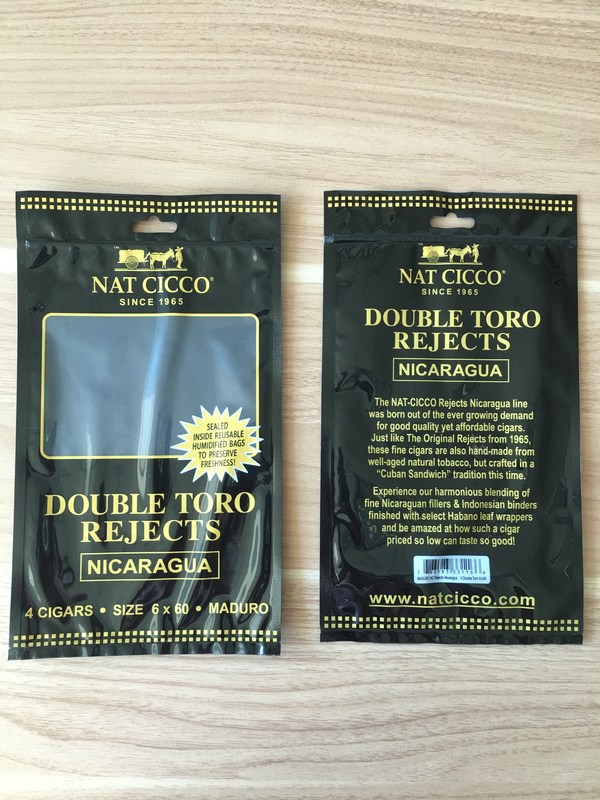 NAT CICCO®
SINCE 1965
SEALED
INSIDE REUSABLE
HUMIDIFIED BAGS
TO PRESERVE
FRESHNESS!
DOUBLE TORO
REJECTS
NICARAGUA
4 CIGARS • SIZE 6 x 60 • MADURO
NAT CICCO®
SINCE 1965
DOUBLE TORO
REJECTS
NICARAGUA
The NAT-CICCO Rejects Nicaragua line
was born out of the ever growing demand
for good quality yet affordable cigars.
Just like The Original Rejects from 1965,
these fine cigars are also hand-made from
well-aged natural tobacco, but crafted in a
“Cuban Sandwich” tradition this time.
Experience our harmonious blending of
fine Nicaraguan fillers & Indonesian binders
finished with select Habano leaf wrappers
and be amazed at how such a cigar
priced so low can taste so good!
www.natcicco.com